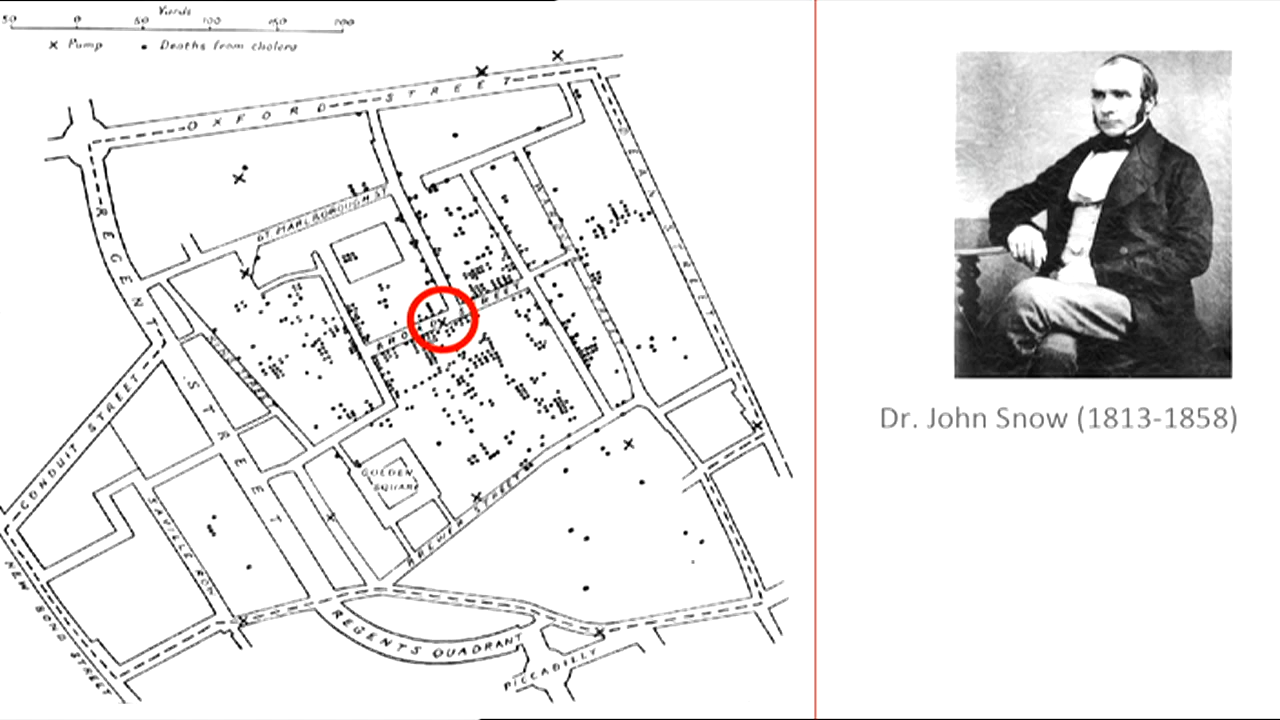 Yards
50 0 50 100 150 200
x Pump • Deaths from cholera
OXFORD STREET
DEAN STREET
REGENT STREET
GT MARLBOROUGH ST
BROAD STREET
CONDUIT STREET
GOLDEN
SQUARE
SAVILLE ROW
BREWER STREET
NEW BOND STREET
REGENTS QUADRANT
PICCADILLY
Dr. John Snow (1813-1858)